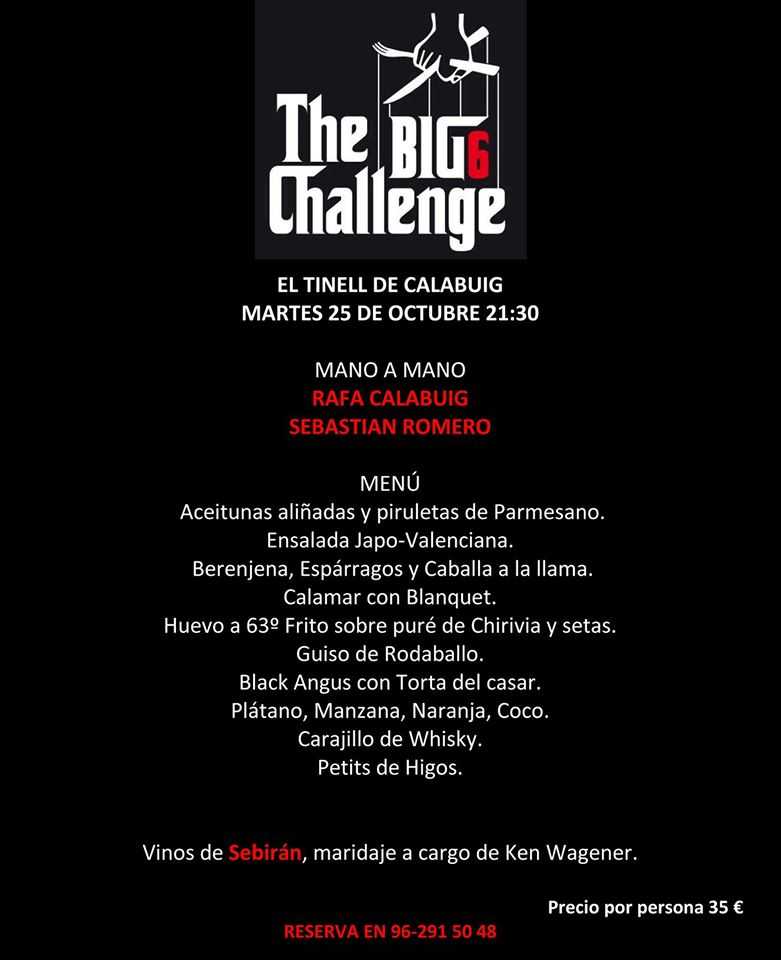 The BIG6
Challenge
EL TINELL DE CALABUIG
MARTES 25 DE OCTUBRE 21:30
MANO A MANO
RAFA CALABUIG
SEBASTIAN ROMERO
MENÚ
Aceitunas aliñadas y piruletas de Parmesano.
Ensalada Japo-Valenciana.
Berenjena, Espárragos y Caballa a la llama.
Calamar con Blanquet.
Huevo a 63º Frito sobre puré de Chirivia y setas.
Guiso de Rodaballo.
Black Angus con Torta del casar.
Plátano, Manzana, Naranja, Coco.
Carajillo de Whisky.
Petits de Higos.
Vinos de Sebirán, maridaje a cargo de Ken Wagener.
Precio por persona 35 €
RESERVA EN 96-291 50 48